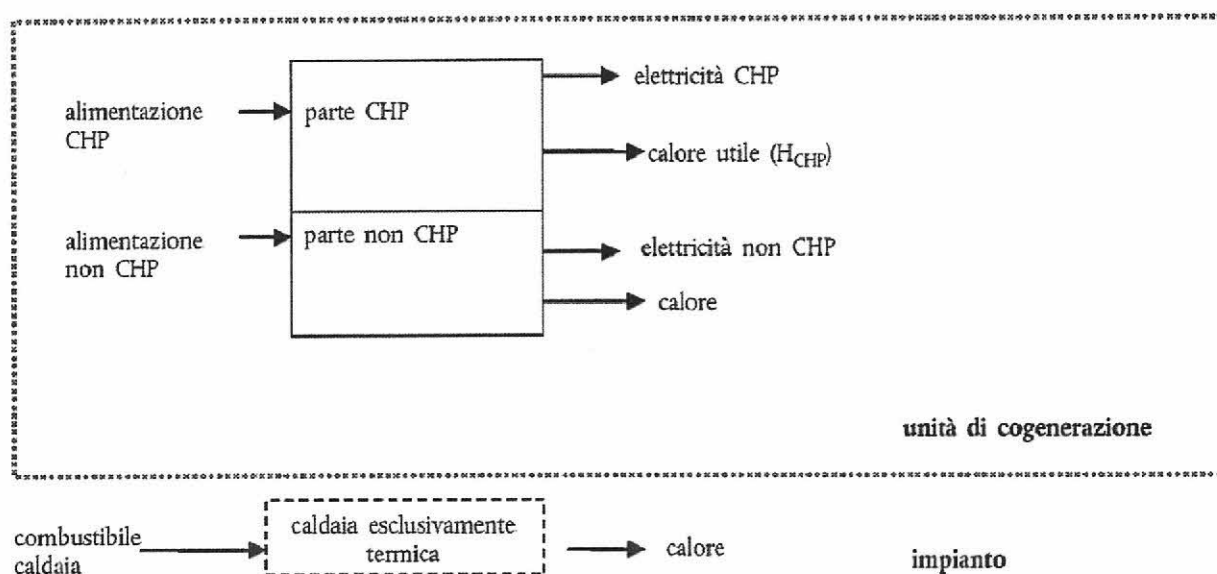 elettricità CHP
alimentazione
CHP
parte CHP
calore utile (H_CHP)
alimentazione
non CHP
parte non CHP
elettricità non CHP
calore
unità di cogenerazione
combustibile
caldaia
caldaia esclusivamente
termica
calore
impianto